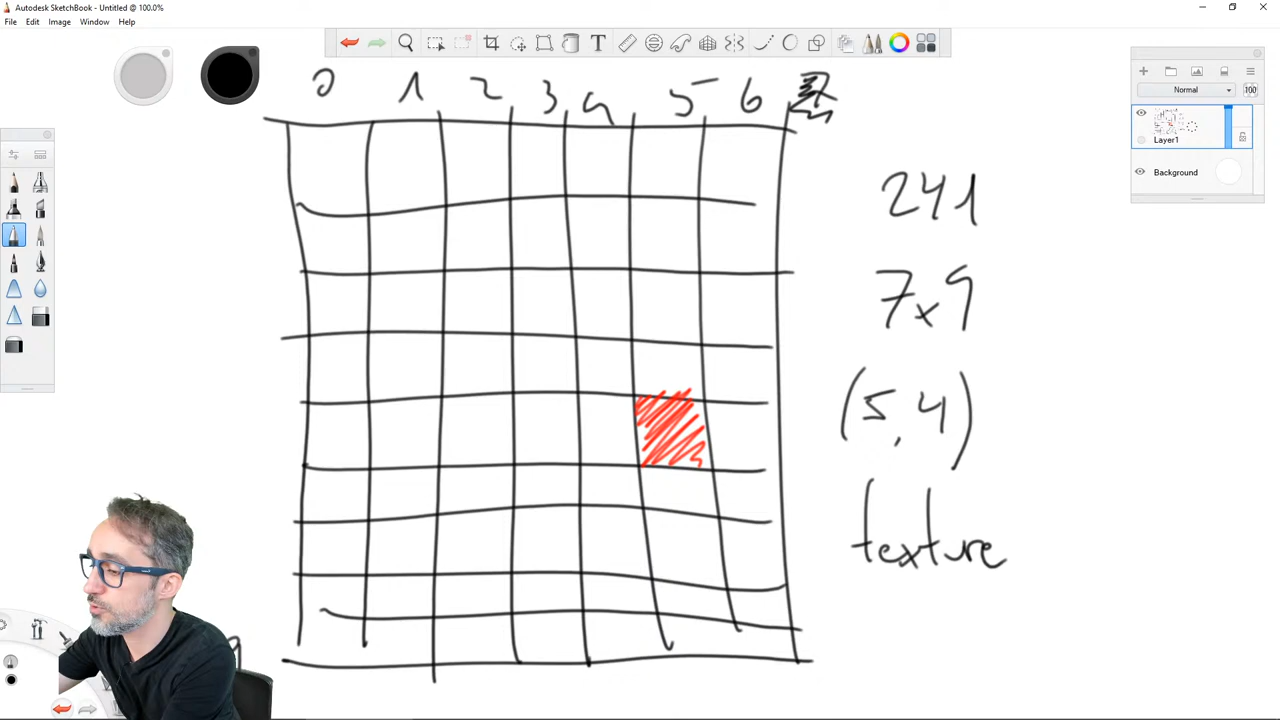 Autodesk SketchBook - Untitled @ 100.0%
File Edit Image Window Help
Normal 100
Layer1
Background
0 1 2 3 4 5 6
241
7x9
(5,4)
texture
9